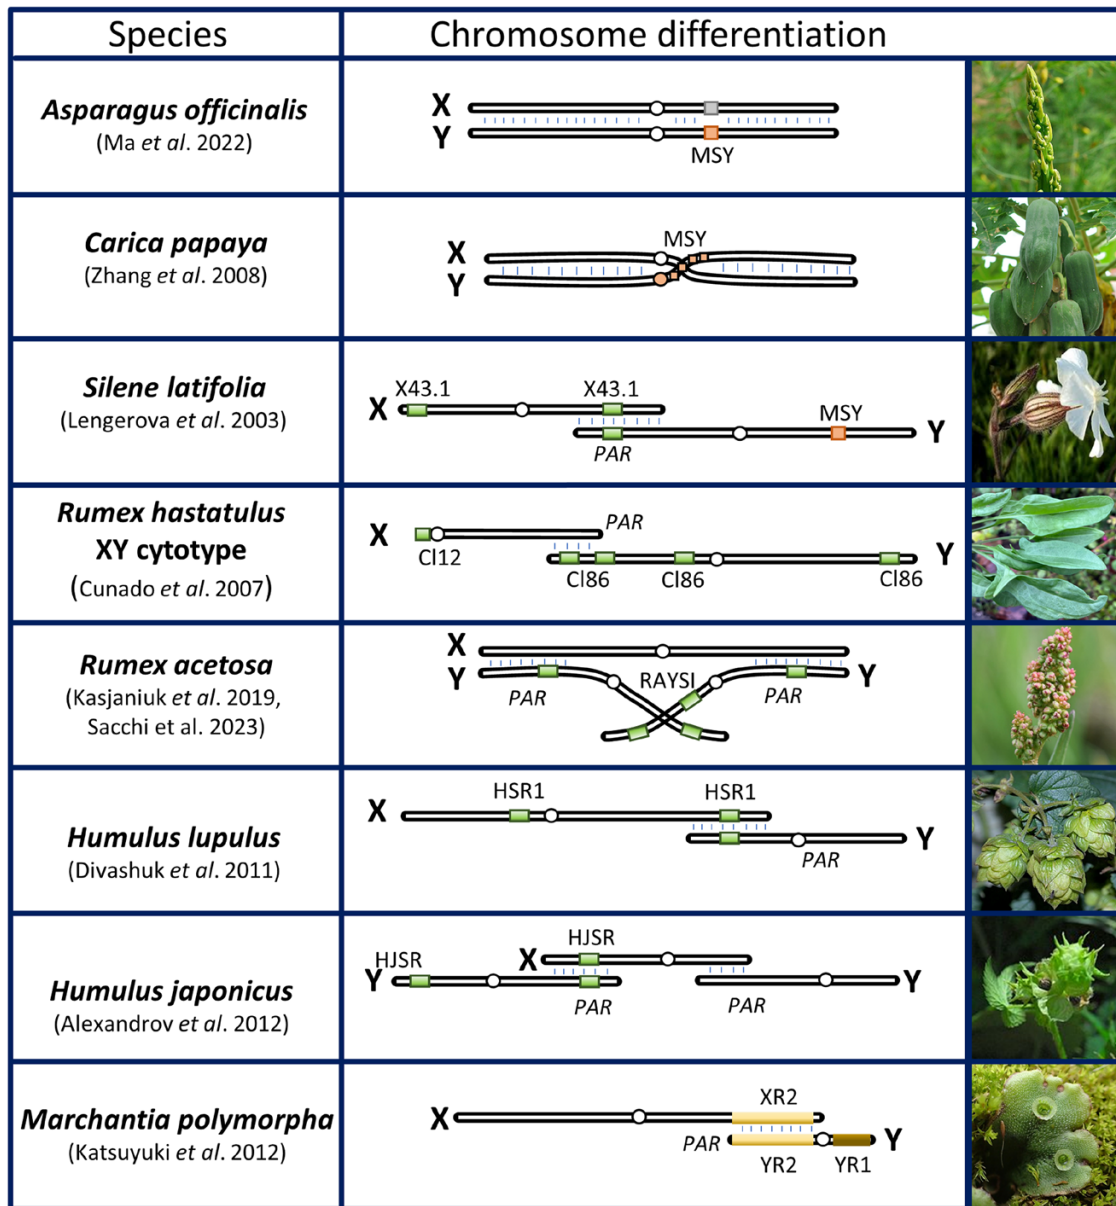 Species
Chromosome differentiation
Asparagus officinalis
(Ma et al. 2022)
X
Y
MSY
Carica papaya
(Zhang et al. 2008)
MSY
X
Y
Silene latifolia
(Lengerova et al. 2003)
X43.1
X43.1
X
MSY
Y
PAR
Rumex hastatulus
XY cytotype
(Cunado et al. 2007)
PAR
X
Y
Cl12
Cl86
Cl86
Cl86
Rumex acetosa
(Kasjaniuk et al. 2019,
Sacchi et al. 2023)
X
Y
RAYSI
Y
PAR
PAR
Humulus lupulus
(Divashuk et al. 2011)
HSR1
HSR1
X
Y
PAR
Humulus japonicus
(Alexandrov et al. 2012)
HJSR
HJSR
X
Y
Y
PAR
PAR
Marchantia polymorpha
(Katsuyuki et al. 2012)
XR2
X
PAR
Y
YR2
YR1